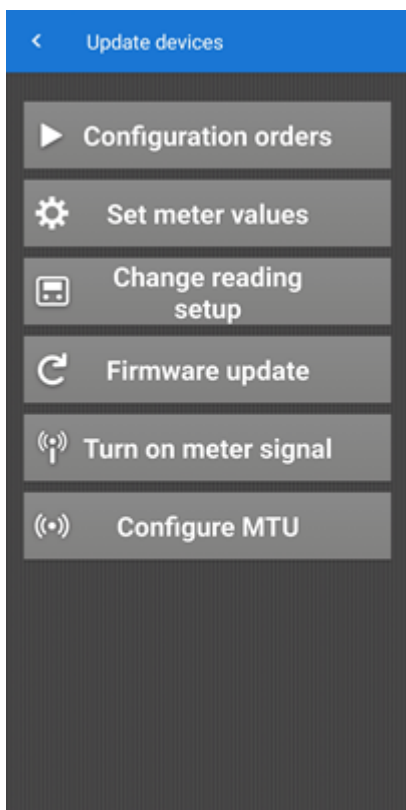 Update devices
Configuration orders
Set meter values
Change reading
setup
Firmware update
Turn on meter signal
Configure MTU